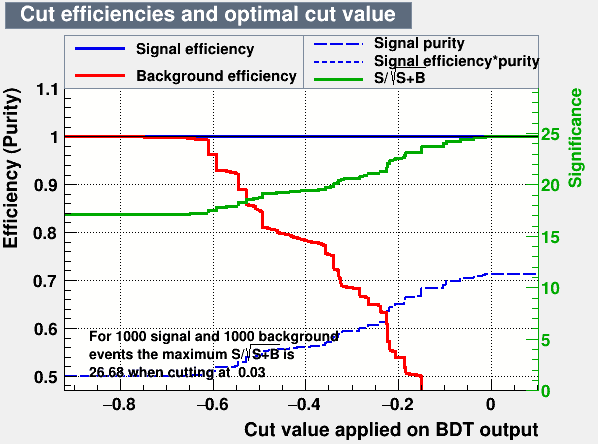 Cut efficiencies and optimal cut value
Signal efficiency
Background efficiency
Signal purity
Signal efficiency*purity
S/√S+B
Efficiency (Purity)
1.1
1
0.9
0.8
0.7
0.6
0.5
Significance
25
20
15
10
5
0
For 1000 signal and 1000 background
events the maximum S/√S+B is
26.68 when cutting at 0.03
−0.8
−0.6
−0.4
−0.2
0
Cut value applied on BDT output